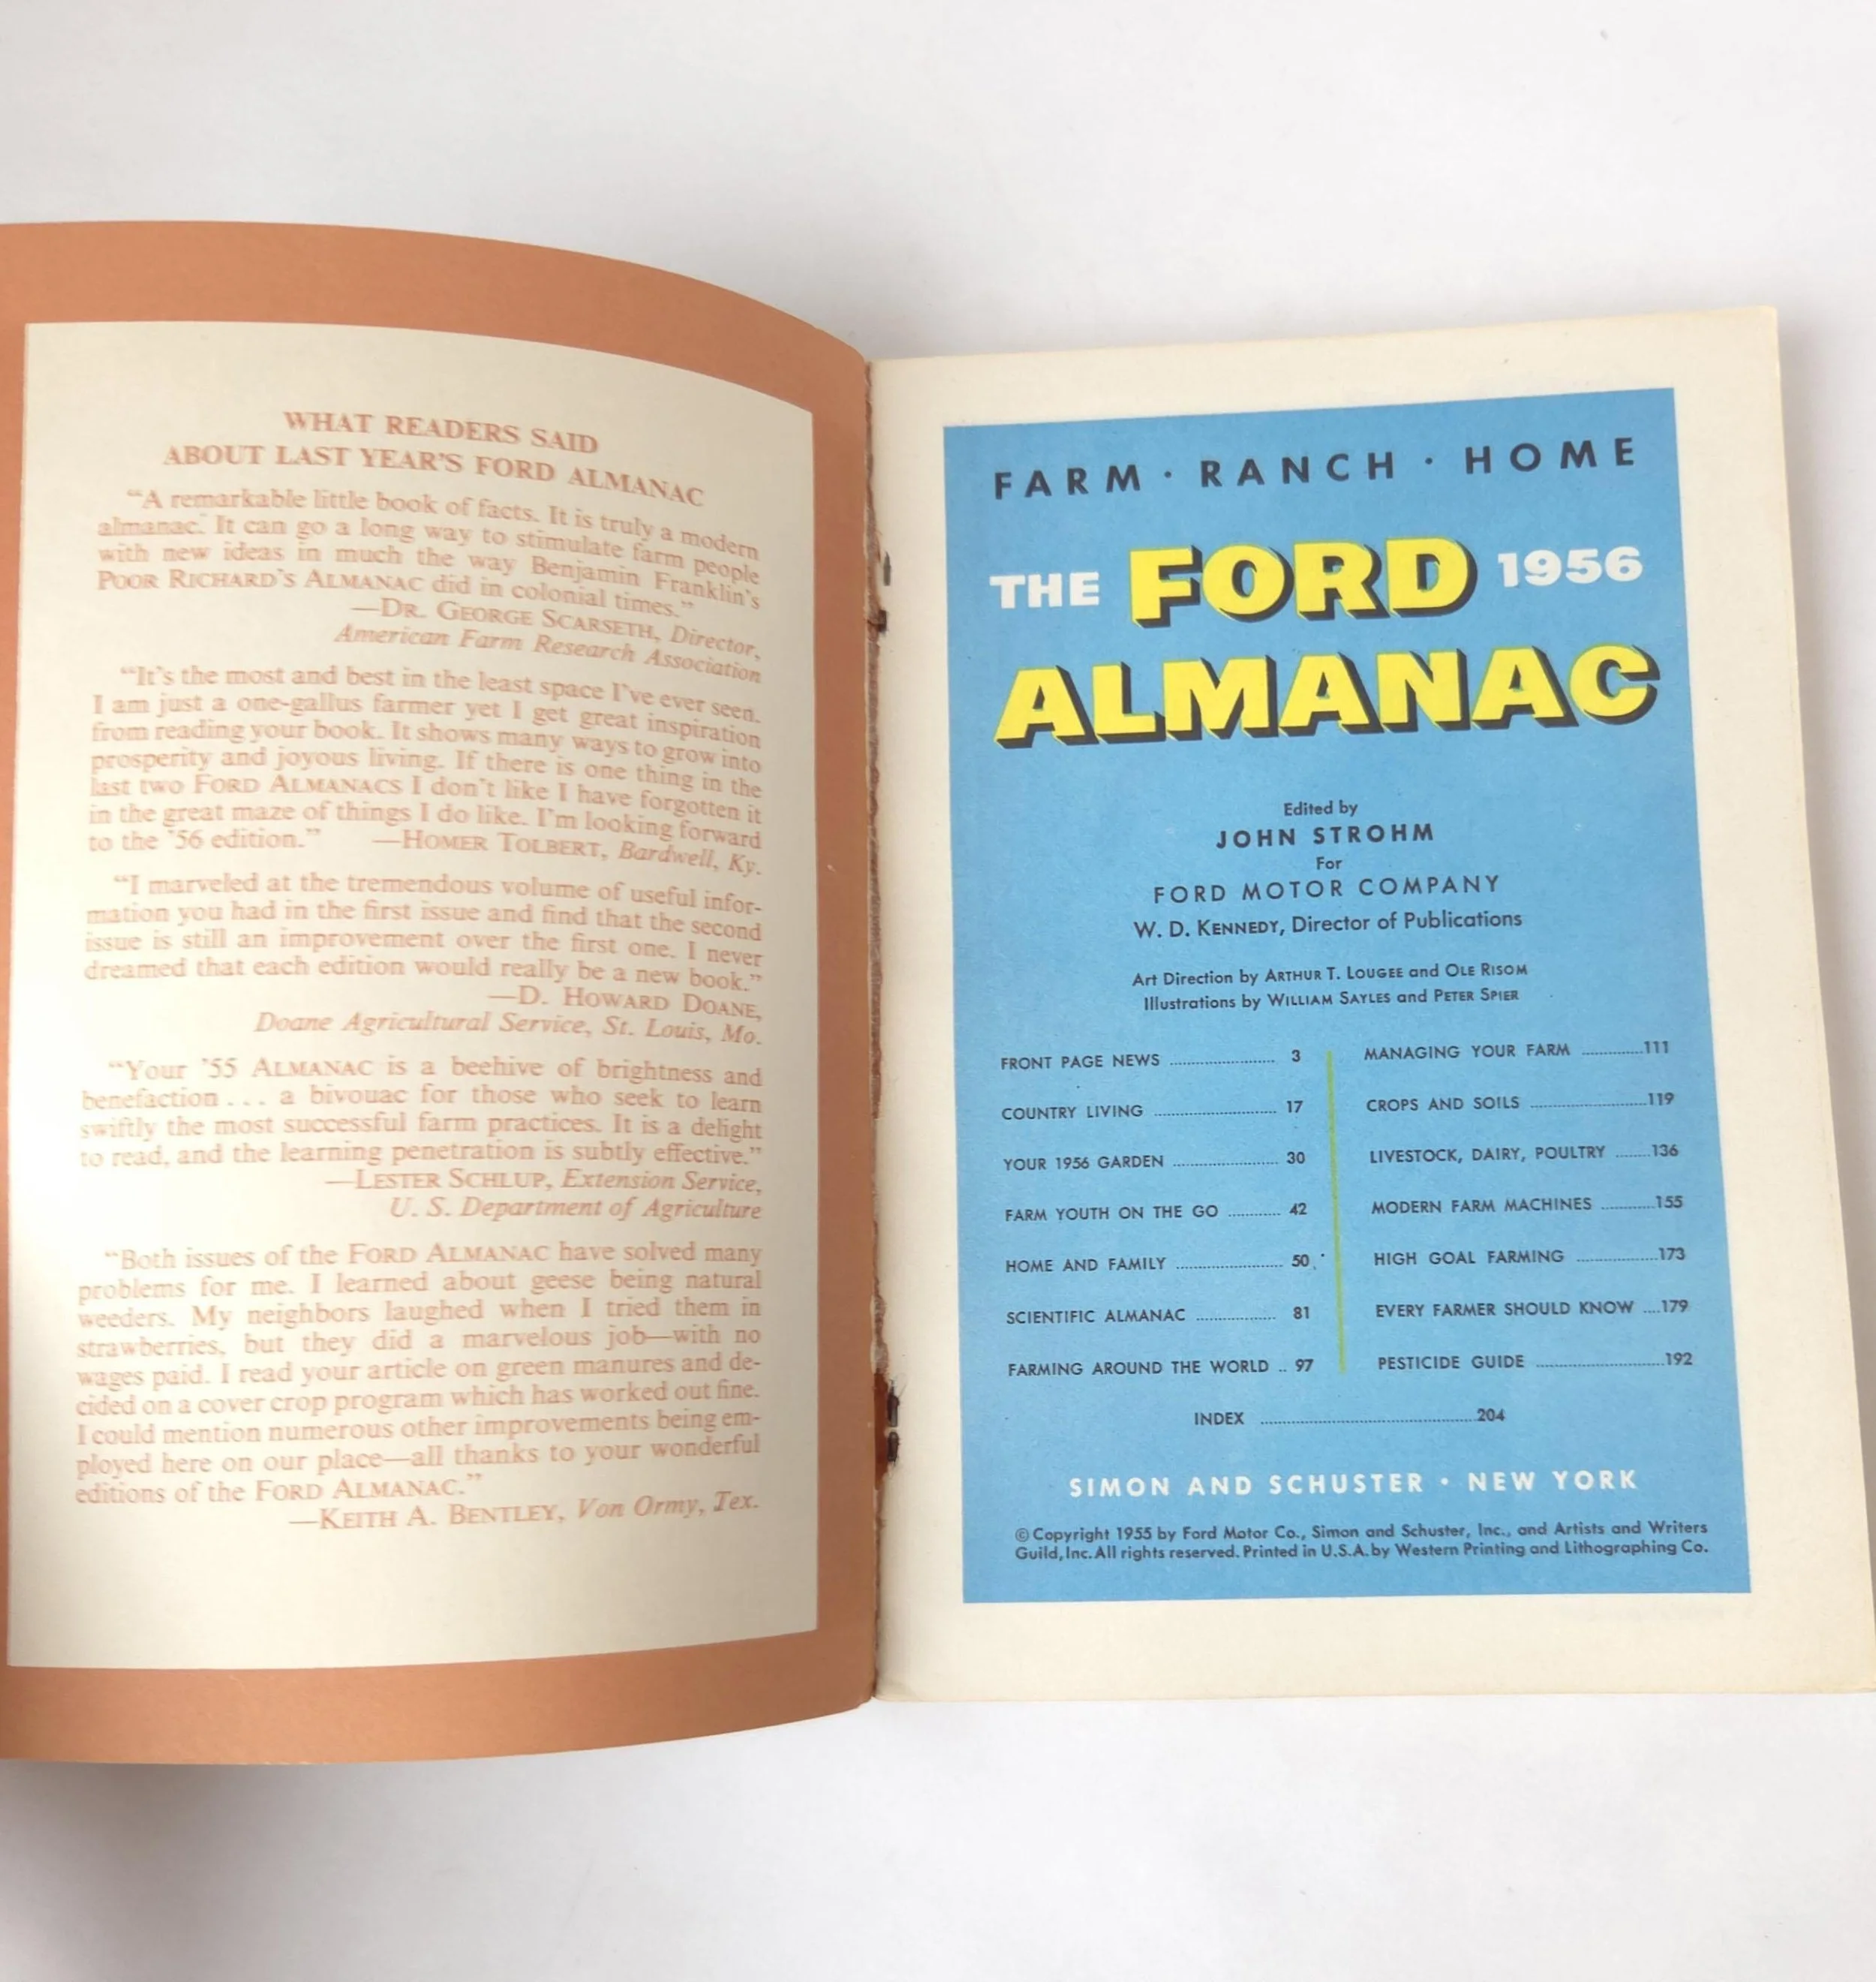 WHAT READERS SAID
ABOUT LAST YEAR'S FORD ALMANAC
“A remarkable little book of facts. It is truly a modern
almanac. It can go a long way to stimulate farm people
with new ideas in much the way Benjamin Franklin's
POOR RICHARD'S ALMANAC did in colonial times.”
—DR. GEORGE SCARSETH, Director,
American Farm Research Association
“It's the most and best in the least space I've ever seen.
I am just a one-gallus farmer yet I get great inspiration
from reading your book. It shows many ways to grow into
prosperity and joyous living. If there is one thing in the
last two FORD ALMANACS I don't like I have forgotten it
in the great maze of things I do like. I'm looking forward
to the '56 edition.” —HOMER TOLBERT, Bardwell, Ky.
“I marveled at the tremendous volume of useful infor-
mation you had in the first issue and find that the second
issue is still an improvement over the first one. I never
dreamed that each edition would really be a new book.”
—D. HOWARD DOANE,
Doane Agricultural Service, St. Louis, Mo.
“Your '55 ALMANAC is a beehive of brightness and
benefaction . . . a bivouac for those who seek to learn
swiftly the most successful farm practices. It is a delight
to read, and the learning penetration is subtly effective.”
—LESTER SCHLUP, Extension Service,
U. S. Department of Agriculture
“Both issues of the FORD ALMANAC have solved many
problems for me. I learned about geese being natural
weeders. My neighbors laughed when I tried them in
strawberries, but they did a marvelous job—with no
wages paid. I read your article on green manures and de-
cided on a cover crop program which has worked out fine.
I could mention numerous other improvements being em-
ployed here on our place—all thanks to your wonderful
editions of the FORD ALMANAC.”
—KEITH A. BENTLEY, Von Ormy, Tex.
FARM · RANCH · HOME
THE FORD 1956
ALMANAC
Edited by
JOHN STROHM
For
FORD MOTOR COMPANY
W. D. KENNEDY, Director of Publications
Art Direction by ARTHUR T. LOUGEE and OLE RISOM
Illustrations by WILLIAM SAYLES and PETER SPIER
FRONT PAGE NEWS .......................... 3
COUNTRY LIVING .............................. 17
YOUR 1956 GARDEN .......................... 30
FARM YOUTH ON THE GO ............. 42
HOME AND FAMILY .......................... 50
SCIENTIFIC ALMANAC .................... 81
FARMING AROUND THE WORLD .. 97
MANAGING YOUR FARM ...............111
CROPS AND SOILS ............................119
LIVESTOCK, DAIRY, POULTRY ........136
MODERN FARM MACHINES .............155
HIGH GOAL FARMING ....................173
EVERY FARMER SHOULD KNOW ....179
PESTICIDE GUIDE ...............................192
INDEX .....................................................204
SIMON AND SCHUSTER • NEW YORK
© Copyright 1955 by Ford Motor Co., Simon and Schuster, Inc., and Artists and Writers
Guild, Inc. All rights reserved. Printed in U.S.A. by Western Printing and Lithographing Co.